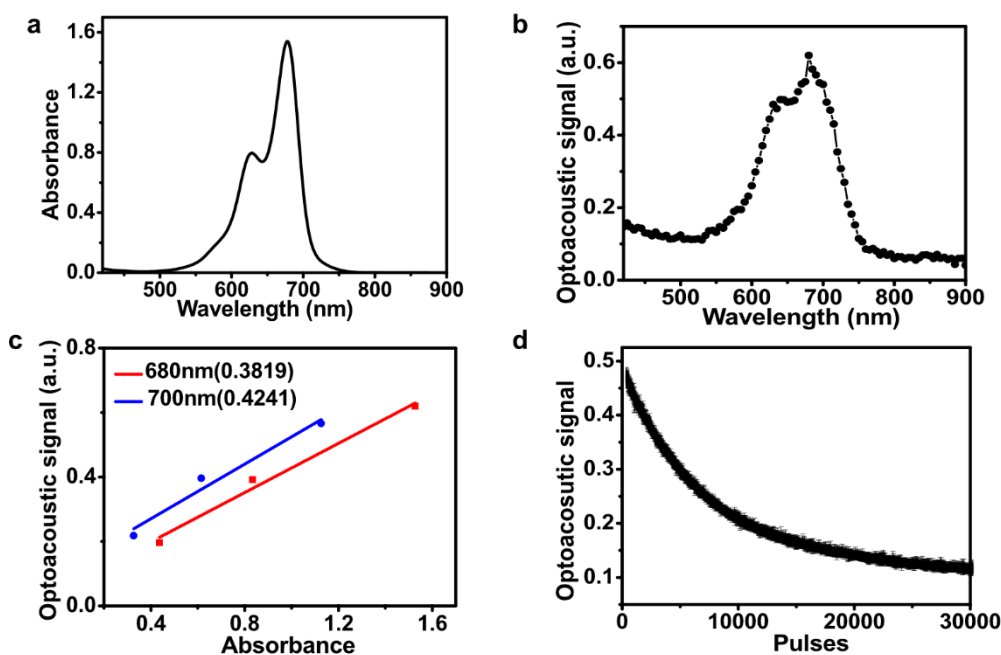 a
Absorbance
1.6
1.2
0.8
0.4
0.0
500 600 700 800 900
Wavelength (nm)
b
Optoacoustic signal (a.u.)
0.6
0.4
0.2
0.0
500 600 700 800 900
Wavelength (nm)
c
Optoacoustic signal (a.u.)
0.8
0.4
0.0
680nm(0.3819)
700nm(0.4241)
0.4 0.8 1.2 1.6
Absorbance
d
Optoacosutic signal
0.5
0.4
0.3
0.2
0.1
0 10000 20000 30000
Pulses